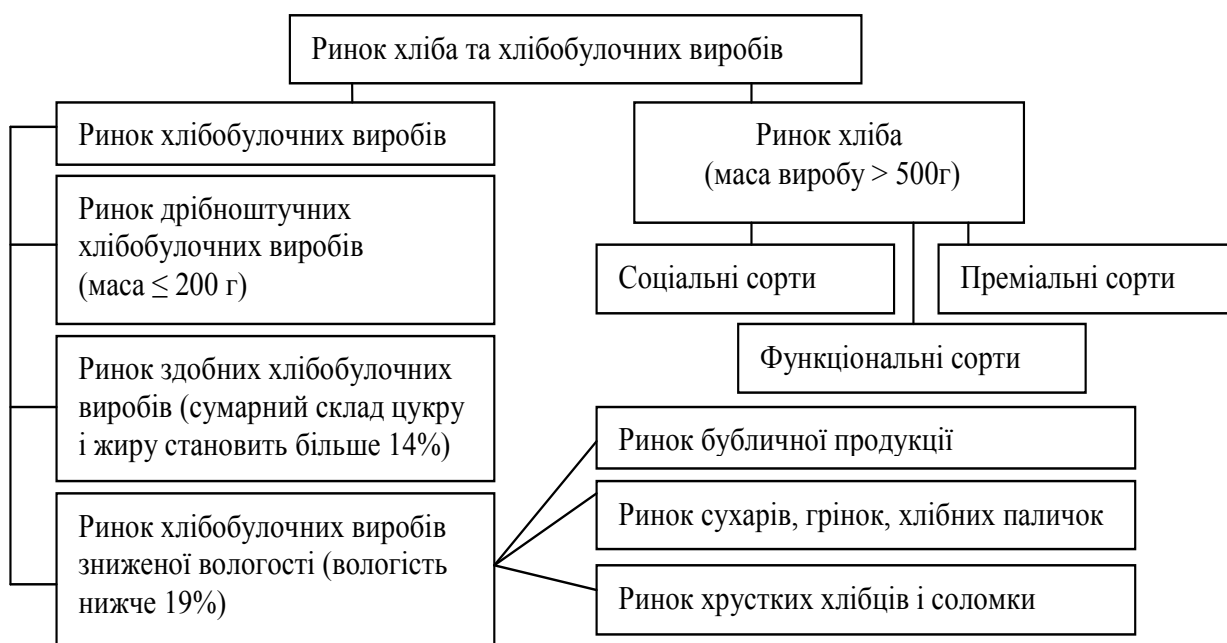 Ринок хліба та хлібобулочних виробів
Ринок хлібобулочних виробів
Ринок дрібноштучних
хлібобулочних виробів
(маса ≤ 200 г)
Ринок здобних хлібобулочних
виробів (сумарний склад цукру
і жиру становить більше 14%)
Ринок хлібобулочних виробів
зниженої вологості (вологість
нижче 19%)
Ринок хліба
(маса виробу > 500г)
Соціальні сорти
Преміальні сорти
Функціональні сорти
Ринок бубличної продукції
Ринок сухарів, грінок, хлібних паличок
Ринок хрустких хлібців і соломки